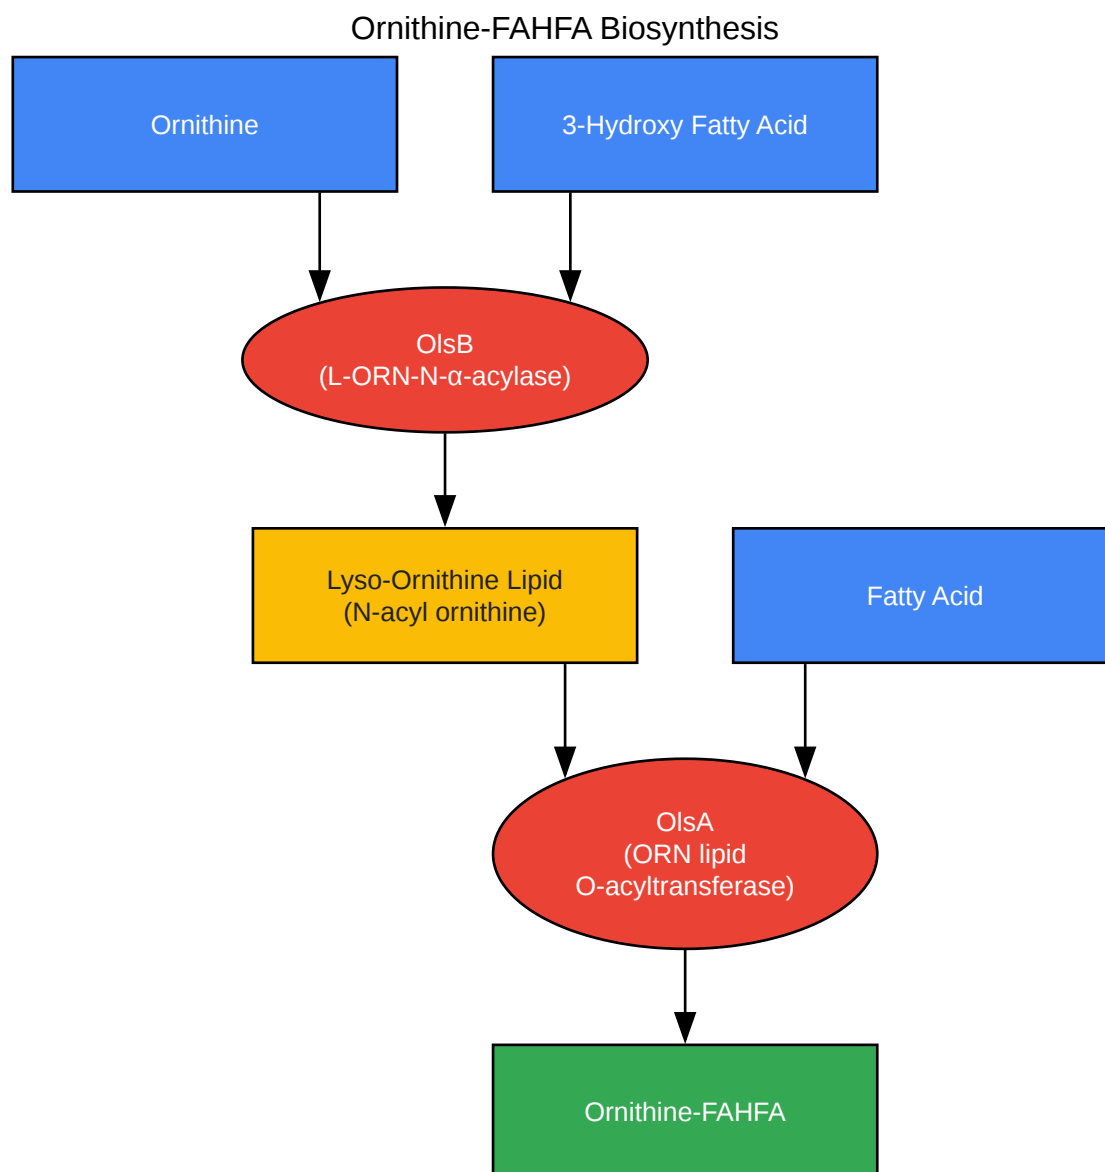 Ornithine-FAHFA Biosynthesis
Ornithine
3-Hydroxy Fatty Acid
OlsB
(L-ORN-N-α-acylase)
Lyso-Ornithine Lipid
(N-acyl ornithine)
Fatty Acid
OlsA
(ORN lipid
O-acyltransferase)
Ornithine-FAHFA